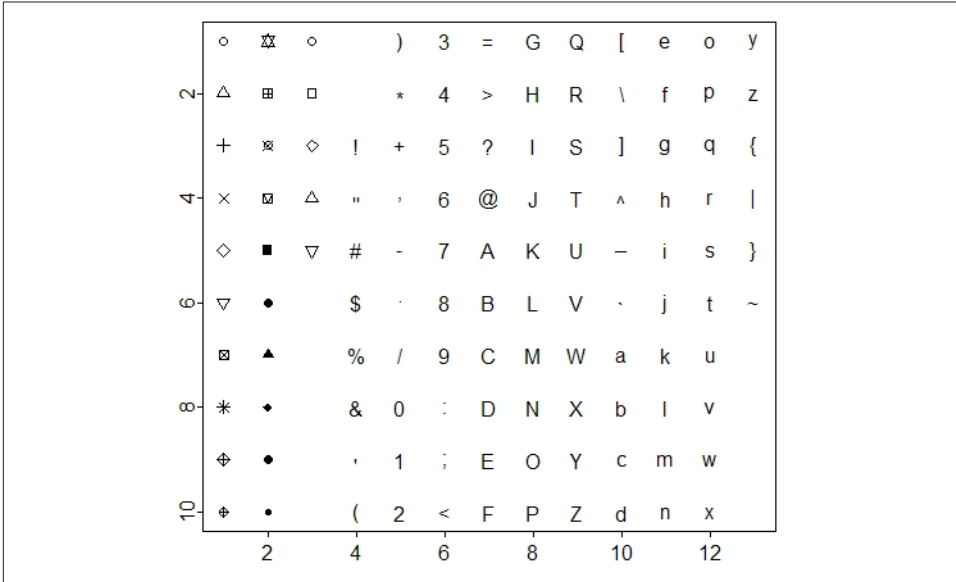 ) 3 = G Q [ e o y
2 * 4 > H R \ f p z
! + 5 ? I S ] g q {
4 " , 6 @ J T ^ h r |
# - 7 A K U _ i s }
6 $ . 8 B L V ` j t ~
% / 9 C M W a k u
8 & 0 : D N X b l v
' 1 ; E O Y c m w
10 ( 2 < F P Z d n x
2 4 6 8 10 12